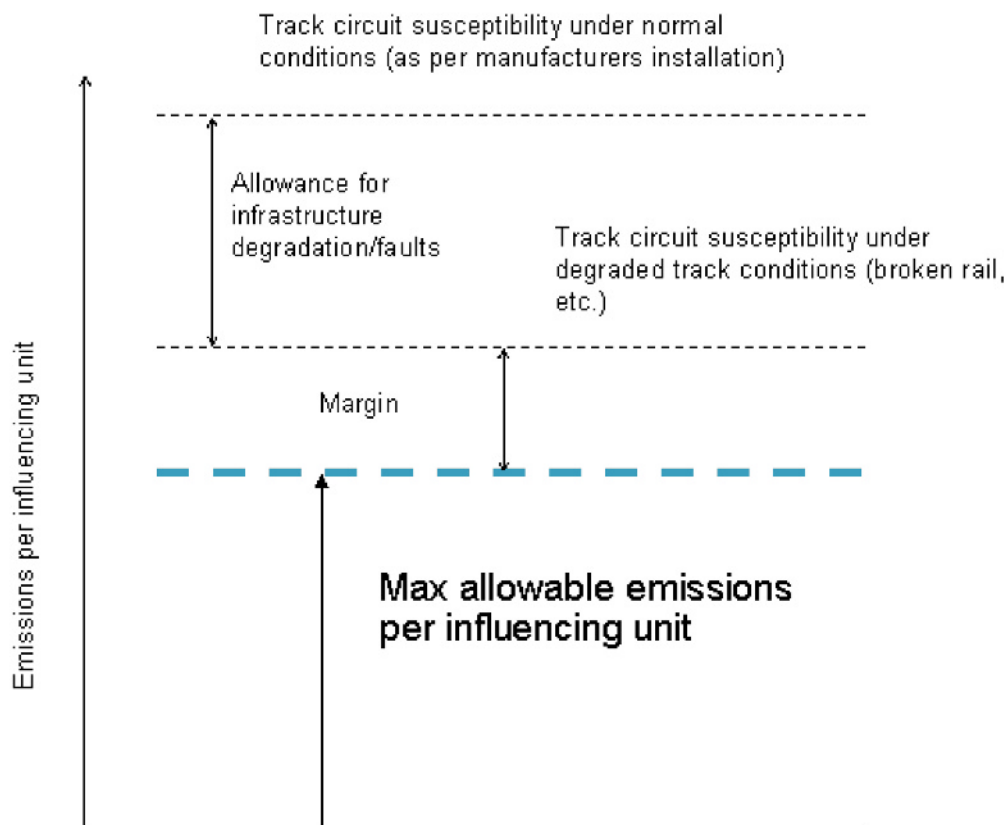 Track circuit susceptibility under normal
conditions (as per manufacturers installation)
Allowance for
infrastructure
degradation/faults
Track circuit susceptibility under
degraded track conditions (broken rail,
etc.)
Margin
Max allowable emissions
per influencing unit
Emissions per influencing unit